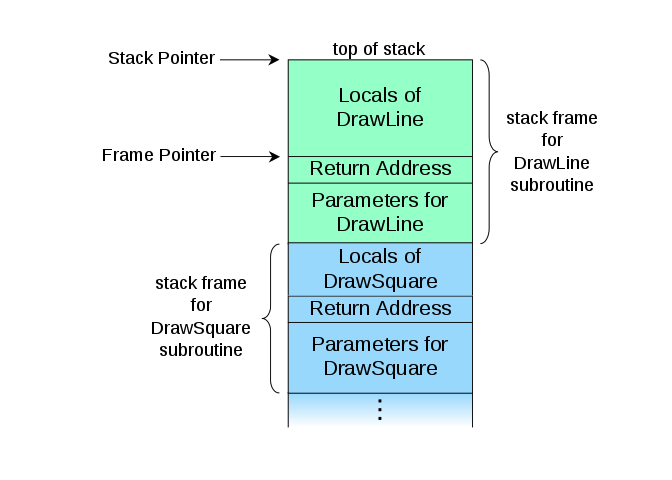 top of stack
Stack Pointer
Locals of
DrawLine
stack frame
for
DrawLine
subroutine
Frame Pointer
Return Address
Parameters for
DrawLine
Locals of
DrawSquare
stack frame
for
DrawSquare
subroutine
Return Address
Parameters for
DrawSquare
⋮